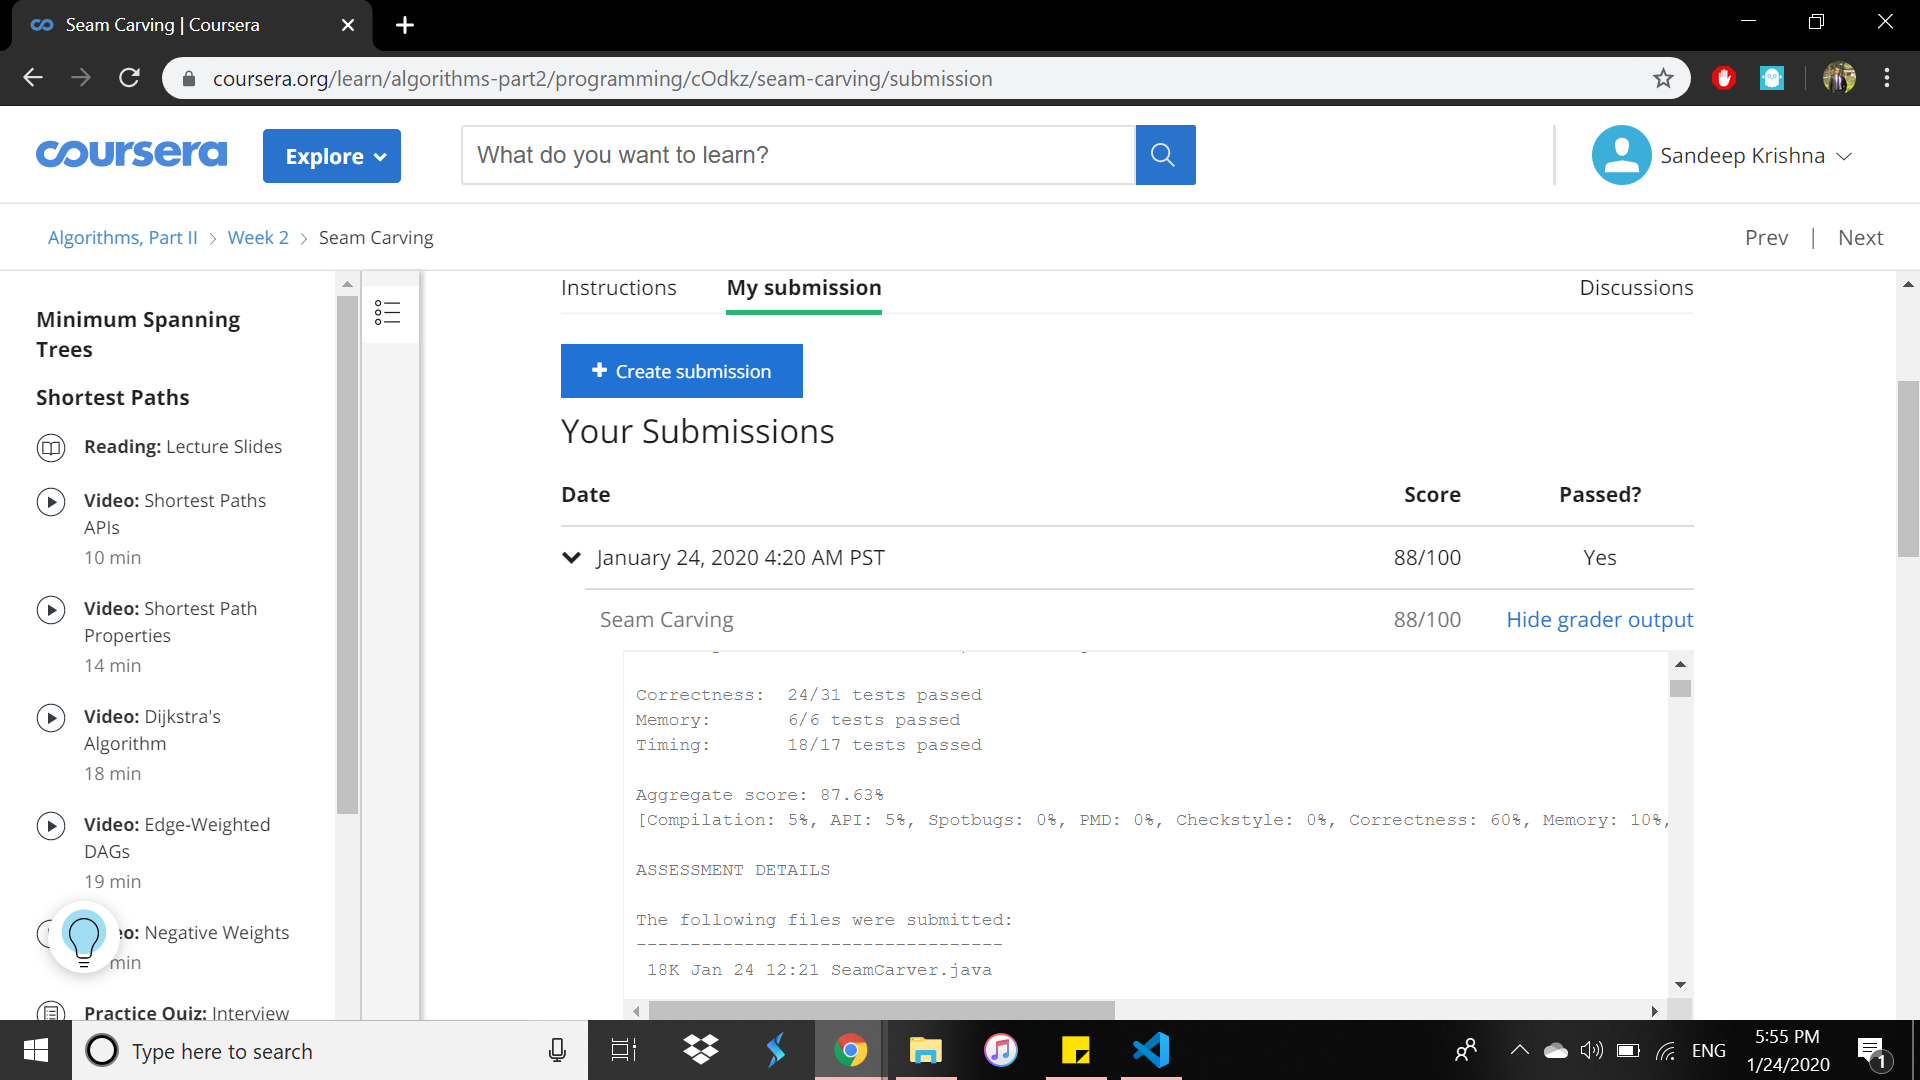 Seam Carving | Coursera
coursera.org/learn/algorithms-part2/programming/cOdkz/seam-carving/submission
coursera
Explore
What do you want to learn?
Sandeep Krishna
Algorithms, Part II > Week 2 > Seam Carving
Prev | Next
Minimum Spanning
Trees
Shortest Paths
Reading: Lecture Slides
Video: Shortest Paths
APIs
10 min
Video: Shortest Path
Properties
14 min
Video: Dijkstra's
Algorithm
18 min
Video: Edge-Weighted
DAGs
19 min
eo: Negative Weights
min
Practice Quiz: Interview
Instructions
My submission
Discussions
+ Create submission
Your Submissions
Date Score Passed?
January 24, 2020 4:20 AM PST 88/100 Yes
Seam Carving 88/100 Hide grader output
Correctness: 24/31 tests passed
Memory: 6/6 tests passed
Timing: 18/17 tests passed
Aggregate score: 87.63%
[Compilation: 5%, API: 5%, Spotbugs: 0%, PMD: 0%, Checkstyle: 0%, Correctness: 60%, Memory: 10%,
ASSESSMENT DETAILS
The following files were submitted:
----------------------------------
18K Jan 24 12:21 SeamCarver.java
Type here to search
ENG
5:55 PM
1/24/2020
1